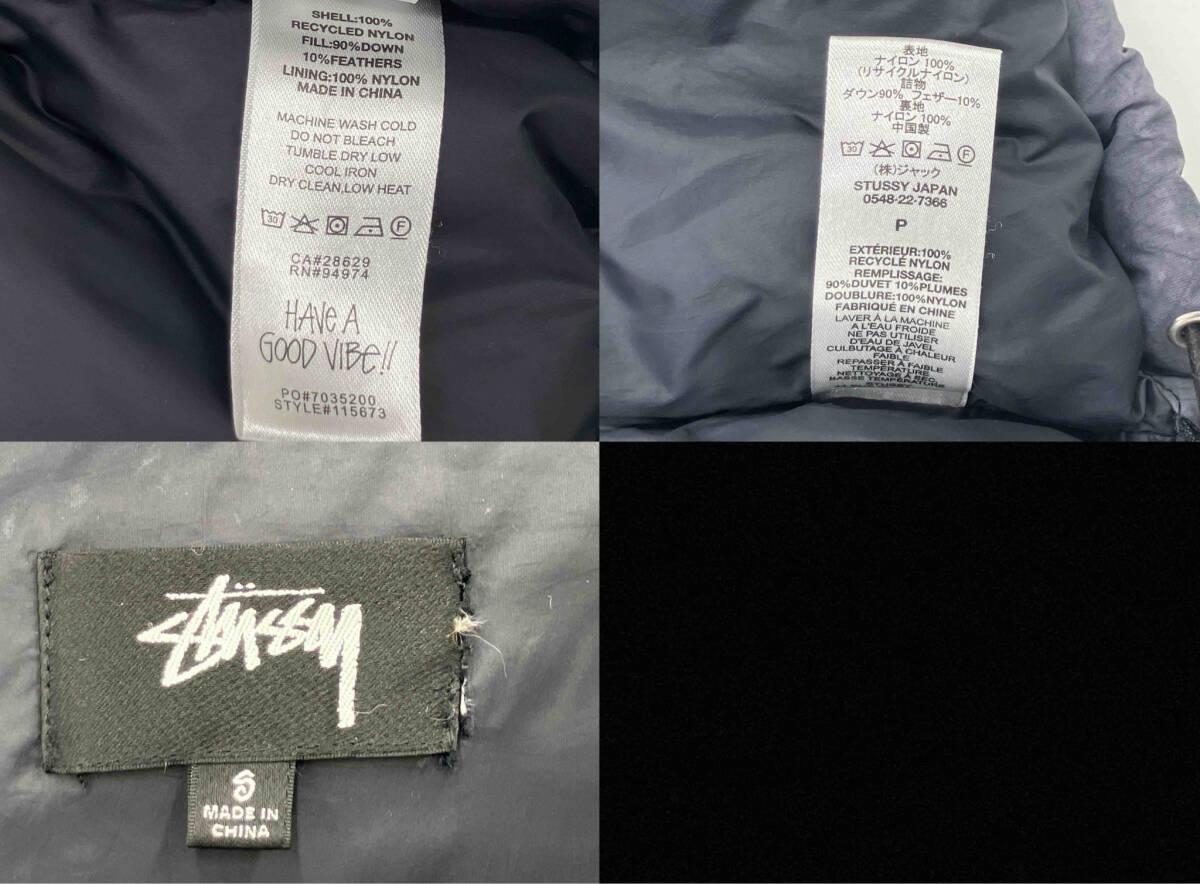 SHELL:100%
RECYCLED NYLON
FILL:90%DOWN
10%FEATHERS
LINING:100% NYLON
MADE IN CHINA
MACHINE WASH COLD
DO NOT BLEACH
TUMBLE DRY LOW
COOL IRON
DRY CLEAN,LOW HEAT
30
CA#28629
RN#94974
HAVE A
GOOD VIBE!!
PO#7035200
STYLE#115673
表地
ナイロン 100%
(リサイクルナイロン)
詰物
ダウン90% フェザー10%
裏地
ナイロン 100%
中国製
30 F
(株)ジャック
STUSSY JAPAN
0548-22-7366
P
EXTÉRIEUR:100%
RECYCLÉ NYLON
REMPLISSAGE:
90%DUVET 10%PLUMES
DOUBLURE:100%NYLON
FABRIQUÉ EN CHINE
LAVER À LA MACHINE
A L'EAU FROIDE
NE PAS UTILISER
D'EAU DE JAVEL
CULBUTAGE À CHALEUR
FAIBLE
REPASSER À FAIBLE
TEMPÉRATURE
NETTOYAGE À SEC,
BASSE TEMPÉRATURE
Stüssy
S
MADE IN
CHINA